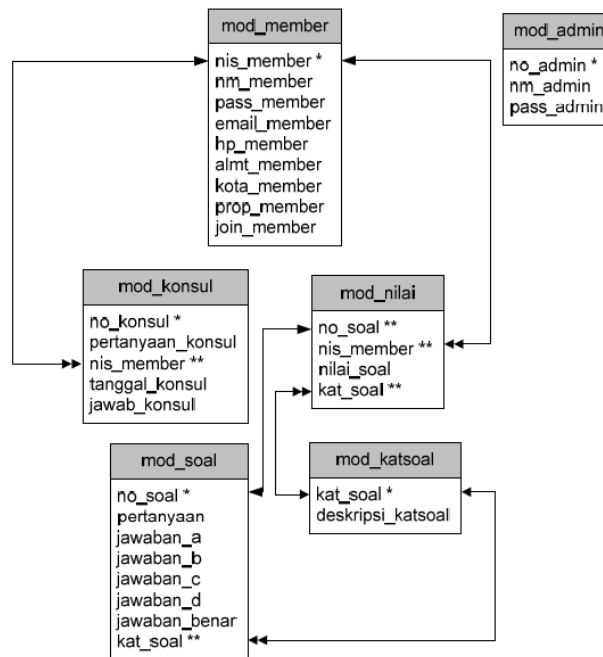 mod_member
nis_member *
nm_member
pass_member
email_member
hp_member
almt_member
kota_member
prop_member
join_member
mod_admin
no_admin *
nm_admin
pass_admin
mod_konsul
no_konsul *
pertanyaan_konsul
nis_member **
tanggal_konsul
jawab_konsul
mod_nilai
no_soal **
nis_member **
nilai_soal
kat_soal **
mod_soal
no_soal *
pertanyaan
jawaban_a
jawaban_b
jawaban_c
jawaban_d
jawaban_benar
kat_soal **
mod_katsoal
kat_soal *
deskripsi_katsoal